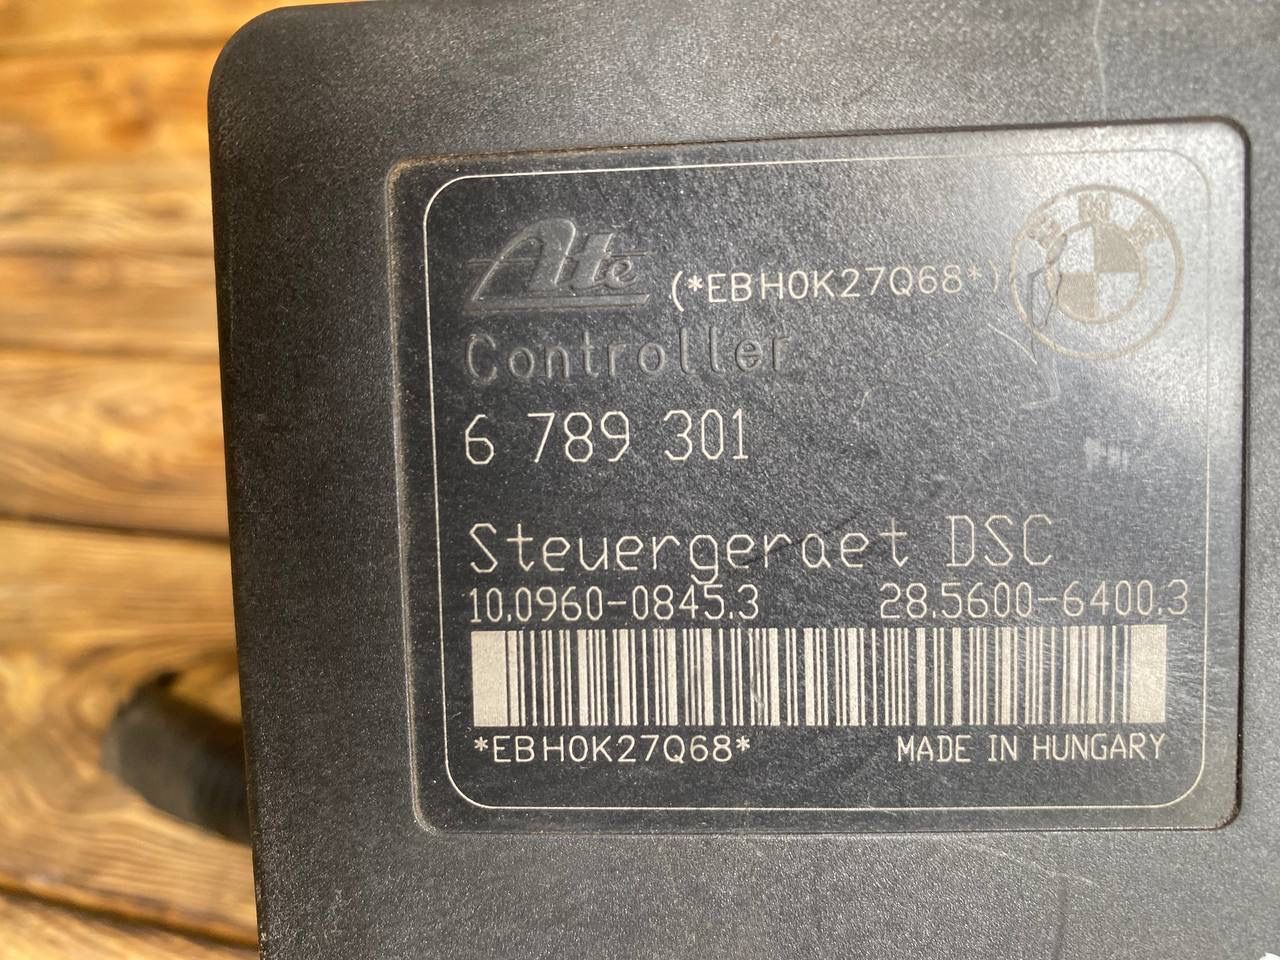 Ate (*EBH0K27Q68*) BMW
Controller
6 789 301
Steuergeraet DSC
10.0960-0845.3 28.5600-6400.3
*EBH0K27Q68* MADE IN HUNGARY